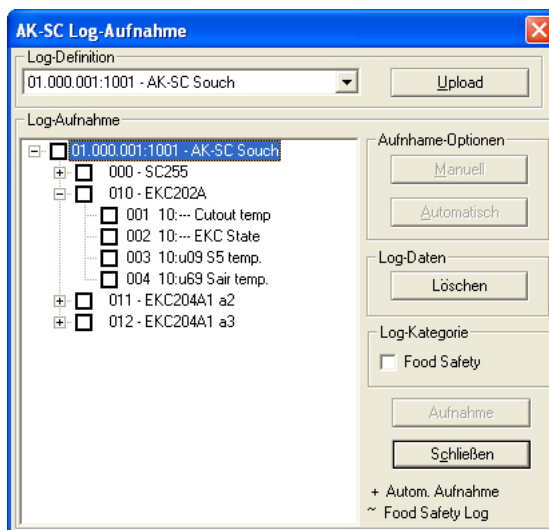 AK-SC Log-Aufnahme
Log-Definition
01.000.001:1001 - AK-SC Souch
Upload
Log-Aufnahme
01.000.001:1001 - AK-SC Souch
000 - SC255
010 - EKC202A
001 10:--- Cutout temp
002 10:--- EKC State
003 10:u09 S5 temp.
004 10:u69 Sair temp.
011 - EKC204A1 a2
012 - EKC204A1 a3
Aufnhame-Optionen
Manuell
Automatisch
Log-Daten
Löschen
Log-Kategorie
Food Safety
Aufnahme
Schließen
+ Autom. Aufnahme
~ Food Safety Log